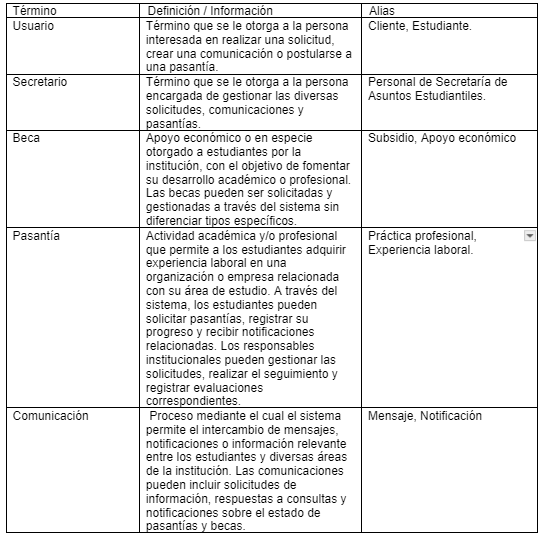 Término Definición / Información Alias
Usuario Término que se le otorga a la persona Cliente, Estudiante.
interesada en realizar una solicitud,
crear una comunicación o postularse a
una pasantía.
Secretario Término que se le otorga a la persona Personal de Secretaría de
encargada de gestionar las diversas Asuntos Estudiantiles.
solicitudes, comunicaciones y
pasantías.
Beca Apoyo económico o en especie Subsidio, Apoyo económico
otorgado a estudiantes por la
institución, con el objetivo de fomentar
su desarrollo académico o profesional.
Las becas pueden ser solicitadas y
gestionadas a través del sistema sin
diferenciar tipos específicos.
Pasantía Actividad académica y/o profesional Práctica profesional,
que permite a los estudiantes adquirir Experiencia laboral.
experiencia laboral en una
organización o empresa relacionada
con su área de estudio. A través del
sistema, los estudiantes pueden
solicitar pasantías, registrar su
progreso y recibir notificaciones
relacionadas. Los responsables
institucionales pueden gestionar las
solicitudes, realizar el seguimiento y
registrar evaluaciones
correspondientes.
Comunicación Proceso mediante el cual el sistema Mensaje, Notificación
permite el intercambio de mensajes,
notificaciones o información relevante
entre los estudiantes y diversas áreas
de la institución. Las comunicaciones
pueden incluir solicitudes de
información, respuestas a consultas y
notificaciones sobre el estado de
pasantías y becas.